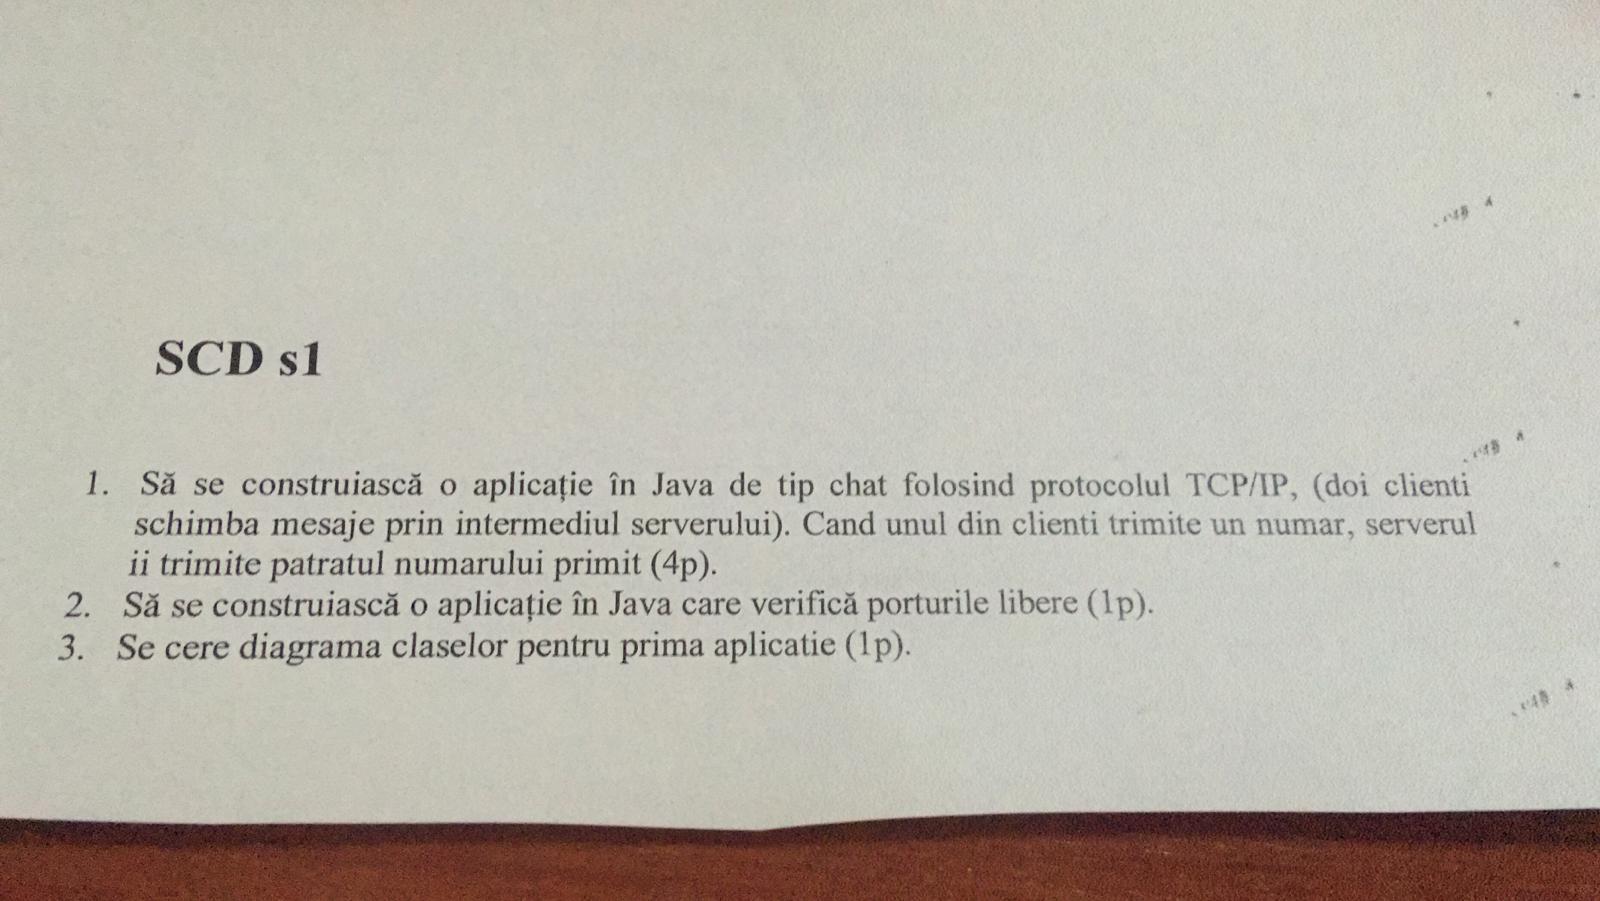 SCD s1
1. Să se construiască o aplicație în Java de tip chat folosind protocolul TCP/IP, (doi clienti
schimba mesaje prin intermediul serverului). Cand unul din clienti trimite un numar, serverul
ii trimite patratul numarului primit (4p).
2. Să se construiască o aplicație în Java care verifică porturile libere (1p).
3. Se cere diagrama claselor pentru prima aplicatie (1p).